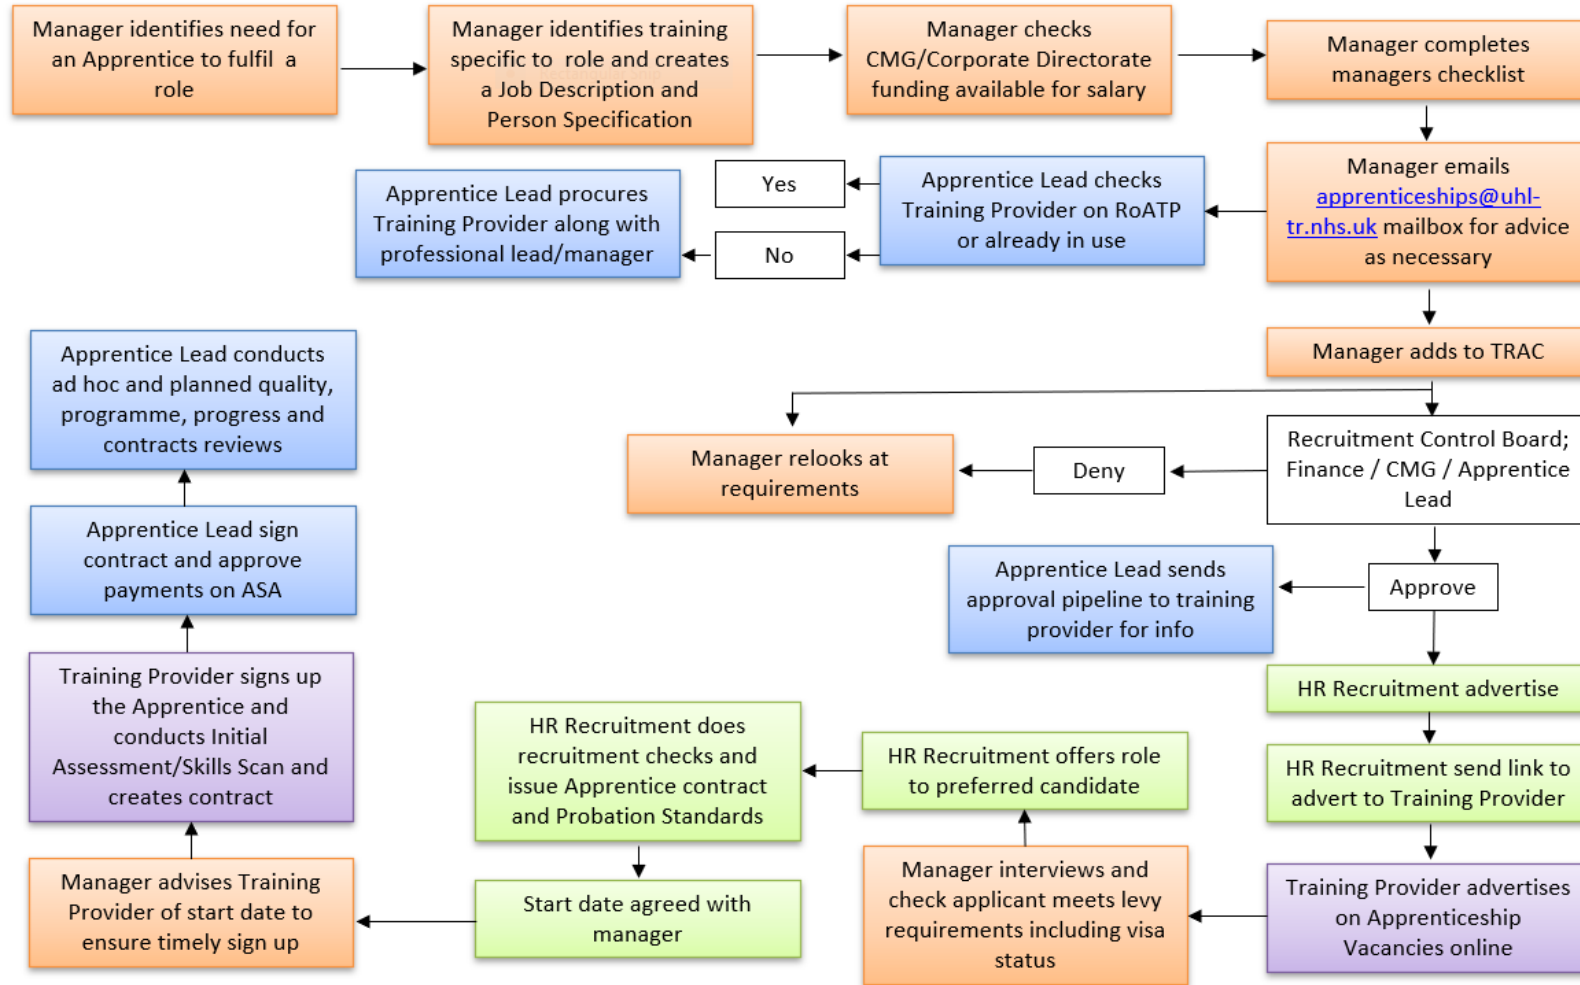 Manager identifies need for
an Apprentice to fulfil a
role
Manager identifies training
specific to role and creates
a Job Description and
Person Specification
Manager checks
CMG/Corporate Directorate
funding available for salary
Manager completes
managers checklist
Manager emails
apprenticeships@uhl-
tr.nhs.uk mailbox for advice
as necessary
Apprentice Lead checks
Training Provider on RoATP
or already in use
Yes
No
Apprentice Lead procures
Training Provider along with
professional lead/manager
Manager adds to TRAC
Recruitment Control Board;
Finance / CMG / Apprentice
Lead
Deny
Manager relooks at
requirements
Approve
Apprentice Lead sends
approval pipeline to training
provider for info
HR Recruitment advertise
HR Recruitment send link to
advert to Training Provider
Training Provider advertises
on Apprenticeship
Vacancies online
Manager interviews and
check applicant meets levy
requirements including visa
status
HR Recruitment offers role
to preferred candidate
HR Recruitment does
recruitment checks and
issue Apprentice contract
and Probation Standards
Start date agreed with
manager
Manager advises Training
Provider of start date to
ensure timely sign up
Training Provider signs up
the Apprentice and
conducts Initial
Assessment/Skills Scan and
creates contract
Apprentice Lead sign
contract and approve
payments on ASA
Apprentice Lead conducts
ad hoc and planned quality,
programme, progress and
contracts reviews